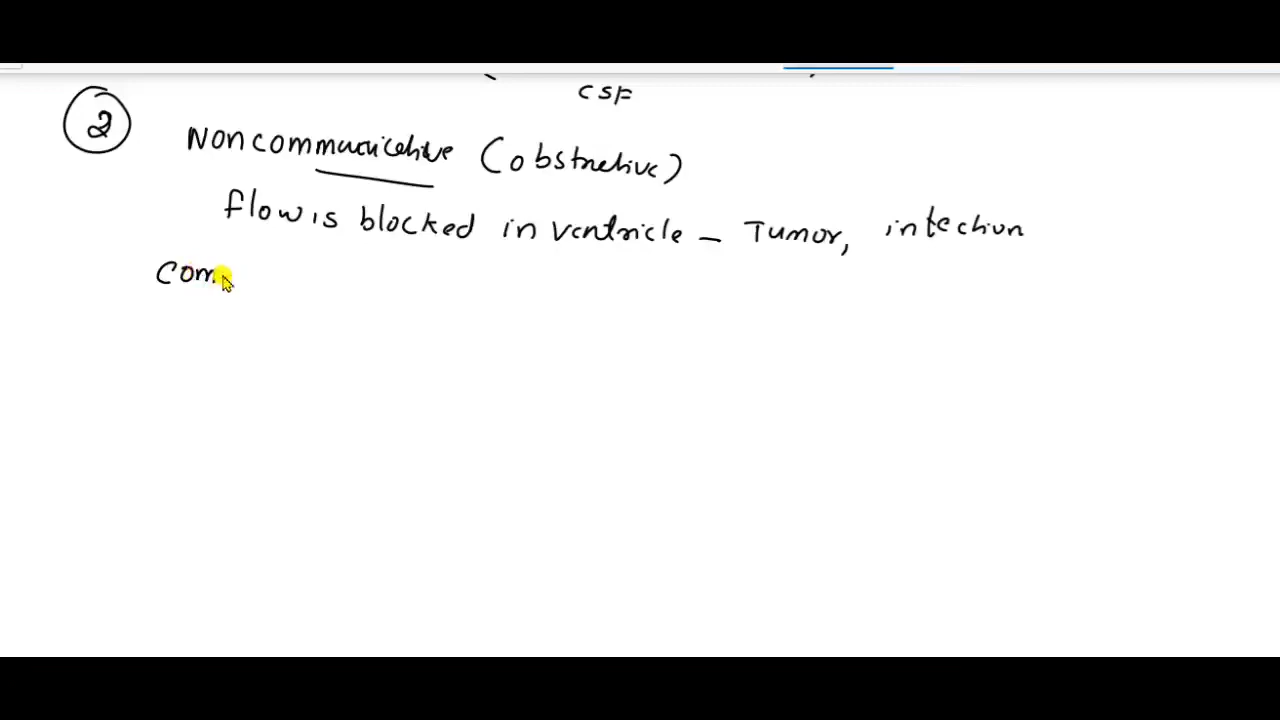 CSF
2
Noncommunicative (obstructive)
flow is blocked in ventricle - Tumor, infection
Com